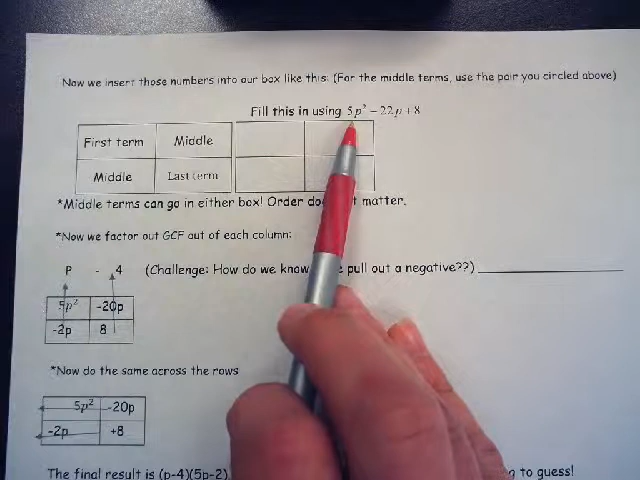 Now we insert those numbers into our box like this: (For the middle terms, use the pair you circled above)
Fill this in using 5p² − 22p + 8
First term Middle
Middle Last term
*Middle terms can go in either box! Order matter.
*Now we factor out GCF out of each column:
P - 4 (Challenge: How do we know pull out a negative??)
5p² -20p
-2p 8
*Now do the same across the rows
5p² -20p
-2p +8
The final result is (p-4)(5p-2) to guess!